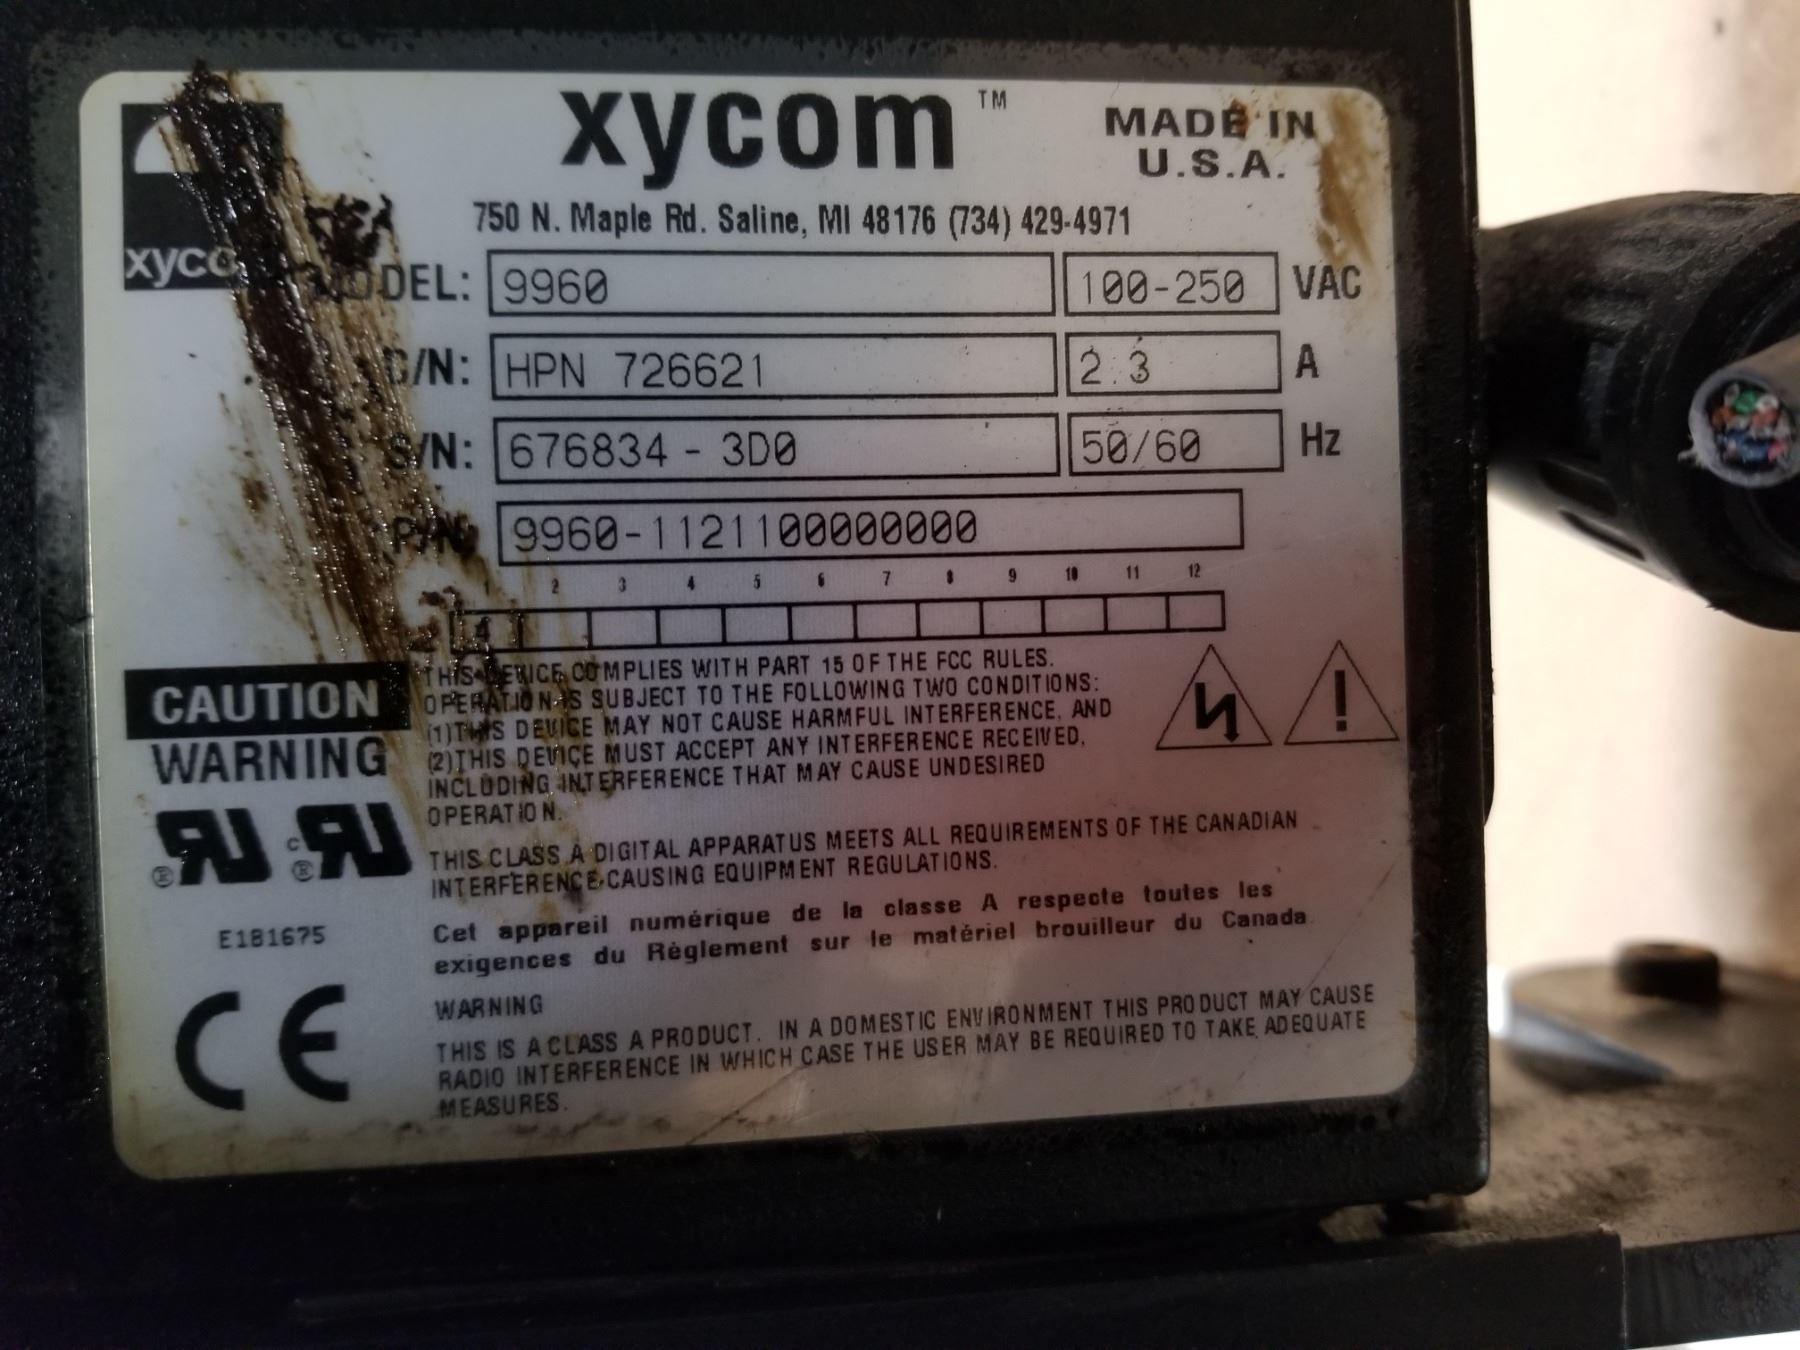 xycom™
MADE IN
U.S.A.
750 N. Maple Rd. Saline, MI 48176 (734) 429-4971
MODEL: 9960 100-250 VAC
/N: HPN 726621 2.3 A
S/N: 676834 - 3D0 50/60 Hz
P/N: 9960-1121100000000
1 2 3 4 5 6 7 8 9 10 11 12
4
CAUTION
WARNING
THIS DEVICE COMPLIES WITH PART 15 OF THE FCC RULES.
OPERATION IS SUBJECT TO THE FOLLOWING TWO CONDITIONS:
(1)THIS DEVICE MAY NOT CAUSE HARMFUL INTERFERENCE, AND
(2)THIS DEVICE MUST ACCEPT ANY INTERFERENCE RECEIVED,
INCLUDING INTERFERENCE THAT MAY CAUSE UNDESIRED
OPERATION.
THIS CLASS A DIGITAL APPARATUS MEETS ALL REQUIREMENTS OF THE CANADIAN
INTERFERENCE-CAUSING EQUIPMENT REGULATIONS.
E181675
Cet appareil numérique de la classe A respecte toutes les
exigences du Règlement sur le matériel brouilleur du Canada.
CE
WARNING
THIS IS A CLASS A PRODUCT. IN A DOMESTIC ENVIRONMENT THIS PRODUCT MAY CAUSE
RADIO INTERFERENCE IN WHICH CASE THE USER MAY BE REQUIRED TO TAKE ADEQUATE
MEASURES.